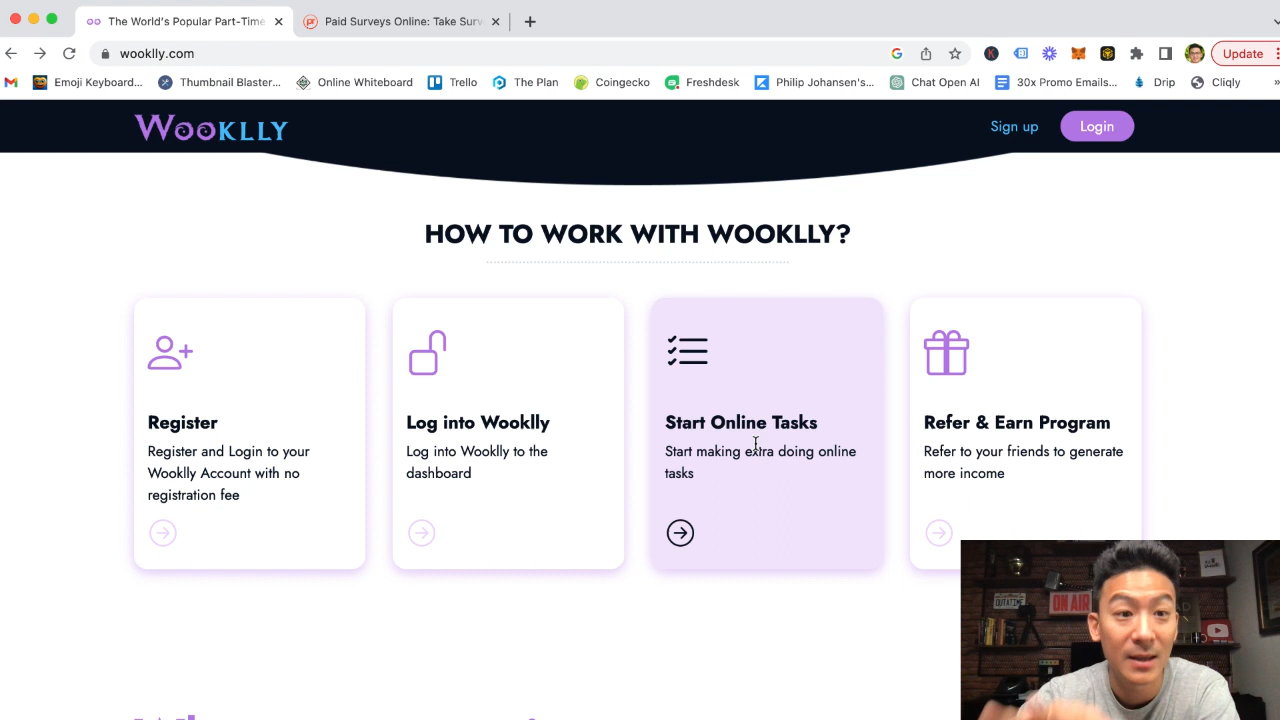 The World's Popular Part-Time
Paid Surveys Online: Take Surv
wooklly.com
Update
Emoji Keyboard...
Thumbnail Blaster...
Online Whiteboard
Trello
The Plan
Coingecko
Freshdesk
Philip Johansen's...
Chat Open AI
30x Promo Emails...
Drip
Cliqly
WOOKLLY
Sign up
Login
HOW TO WORK WITH WOOKLLY?
Register
Register and Login to your
Wooklly Account with no
registration fee
Log into Wooklly
Log into Wooklly to the
dashboard
Start Online Tasks
Start making extra doing online
tasks
Refer & Earn Program
Refer to your friends to generate
more income
ON AIR